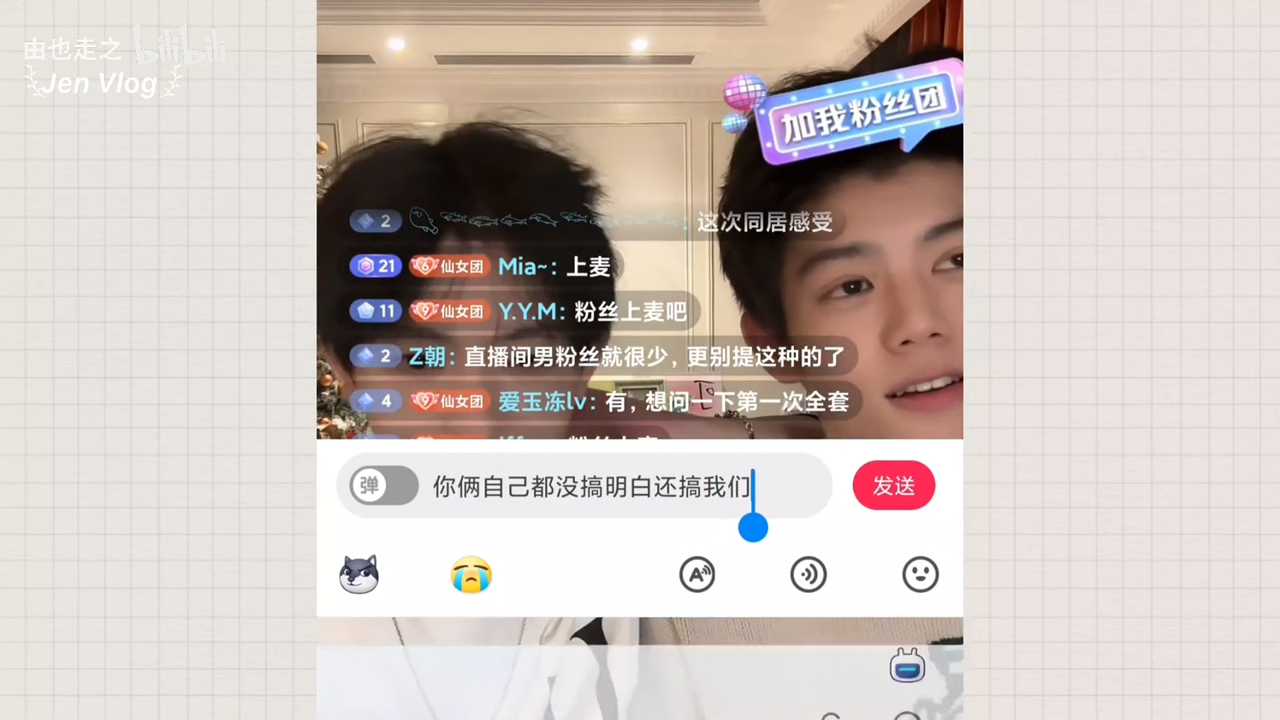 由也走之 bilibili
Jen Vlog
加我粉丝团
2 : 这次同居感受
21 6 仙女团 Mia~: 上麦
11 9 仙女团 Y.Y.M: 粉丝上麦吧
2 Z朝: 直播间男粉丝就很少，更别提这种的了
4 9 仙女团 爱玉冻lv: 有，想问一下第一次全套
弹 你俩自己都没搞明白还搞我们 发送